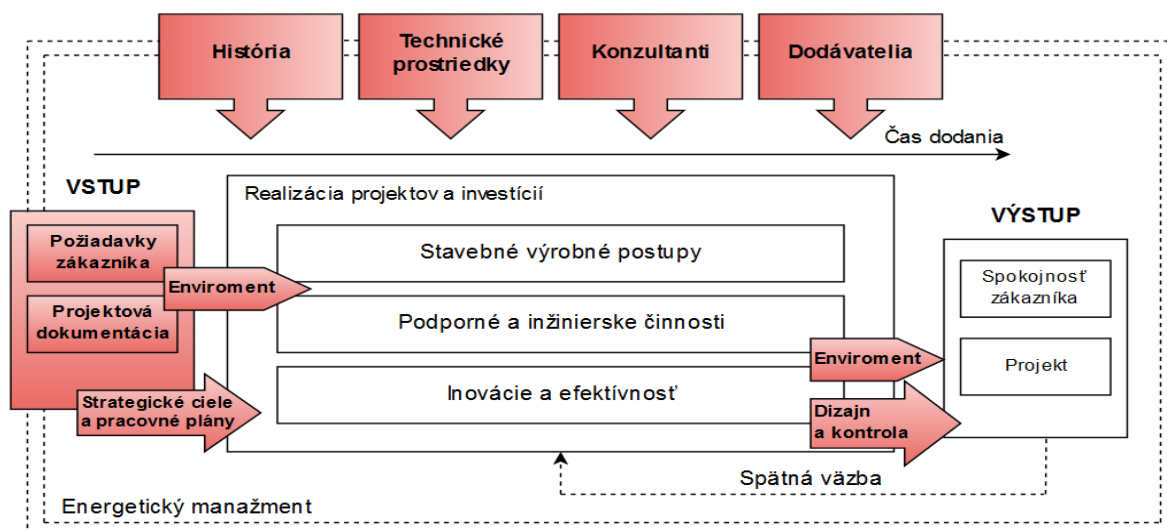 História
Technické
prostriedky
Konzultanti
Dodávatelia
Čas dodania
VSTUP
Realizácia projektov a investícií
VÝSTUP
Požiadavky
zákazníka
Stavebné výrobné postupy
Spokojnosť
zákazníka
Enviroment
Projektová
dokumentácia
Podporné a inžinierske činnosti
Enviroment
Projekt
Strategické ciele
a pracovné plány
Inovácie a efektívnosť
Dizajn
a kontrola
Spätná väzba
Energetický manažment